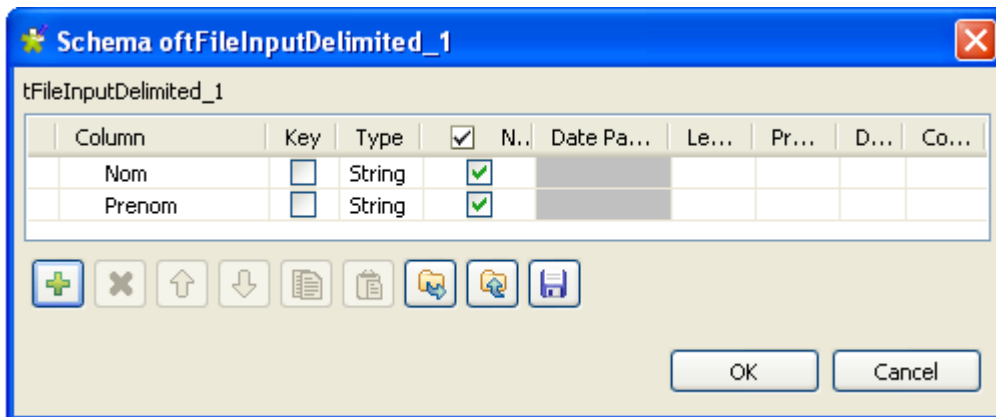 Schema oftFileInputDelimited_1
tFileInputDelimited_1
Column Key Type N.. Date Pa... Le... Pr... D... Co...
Nom String
Prenom String
OK Cancel